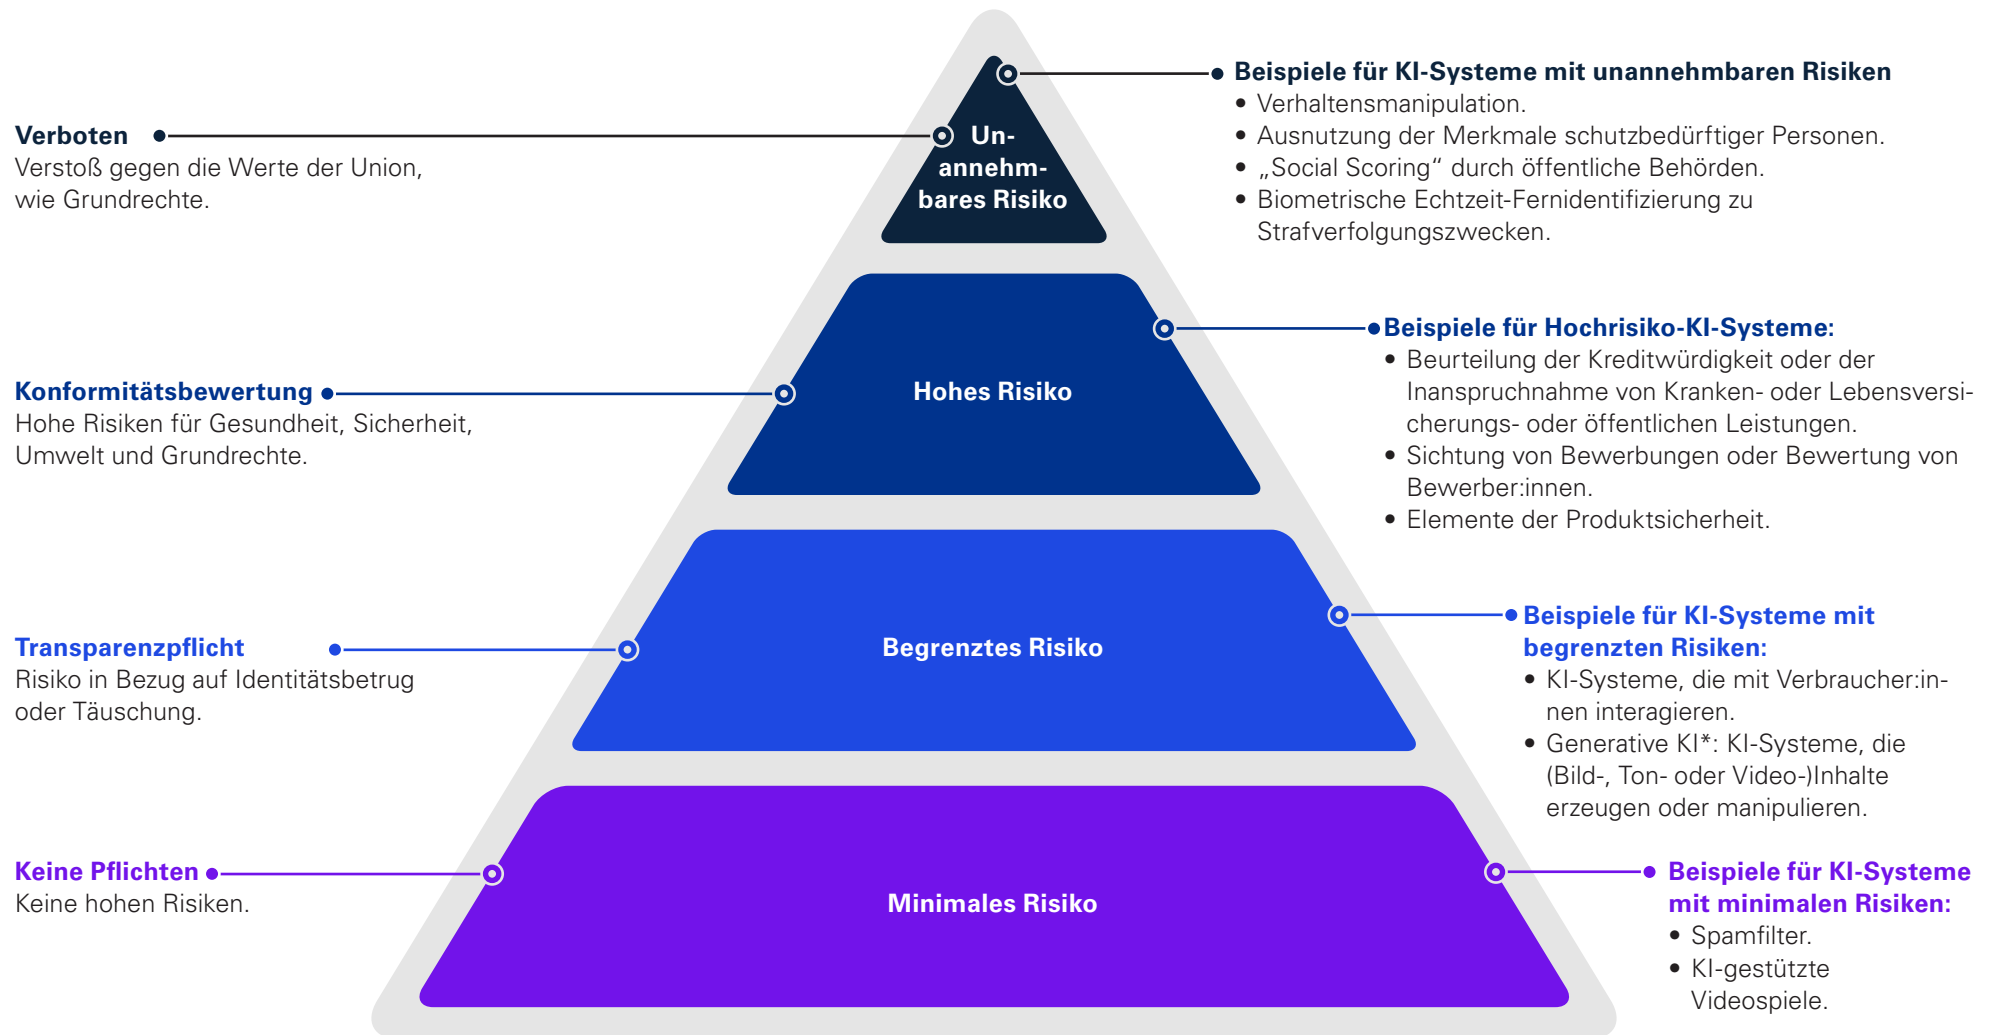 Verboten
Verstoß gegen die Werte der Union,
wie Grundrechte.
Un-
annehm-
bares Risiko
Beispiele für KI-Systeme mit unannehmbaren Risiken
• Verhaltensmanipulation.
• Ausnutzung der Merkmale schutzbedürftiger Personen.
• „Social Scoring“ durch öffentliche Behörden.
• Biometrische Echtzeit-Fernidentifizierung zu
Strafverfolgungszwecken.
Konformitätsbewertung
Hohe Risiken für Gesundheit, Sicherheit,
Umwelt und Grundrechte.
Hohes Risiko
Beispiele für Hochrisiko-KI-Systeme:
• Beurteilung der Kreditwürdigkeit oder der
Inanspruchnahme von Kranken- oder Lebensversi-
cherungs- oder öffentlichen Leistungen.
• Sichtung von Bewerbungen oder Bewertung von
Bewerber:innen.
• Elemente der Produktsicherheit.
Transparenzpflicht
Risiko in Bezug auf Identitätsbetrug
oder Täuschung.
Begrenztes Risiko
Beispiele für KI-Systeme mit
begrenzten Risiken:
• KI-Systeme, die mit Verbraucher:in-
nen interagieren.
• Generative KI*: KI-Systeme, die
(Bild-, Ton- oder Video-)Inhalte
erzeugen oder manipulieren.
Keine Pflichten
Keine hohen Risiken.
Minimales Risiko
Beispiele für KI-Systeme
mit minimalen Risiken:
• Spamfilter.
• KI-gestützte
Videospiele.